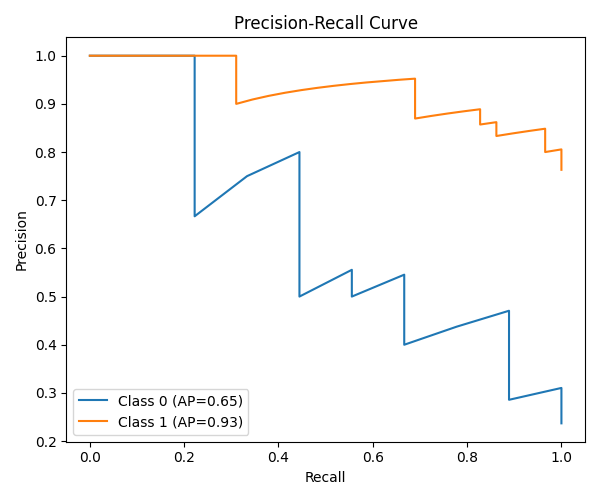 Precision-Recall Curve
Precision
1.0
0.9
0.8
0.7
0.6
0.5
0.4
0.3
0.2
Class 0 (AP=0.65)
Class 1 (AP=0.93)
0.0 0.2 0.4 0.6 0.8 1.0
Recall